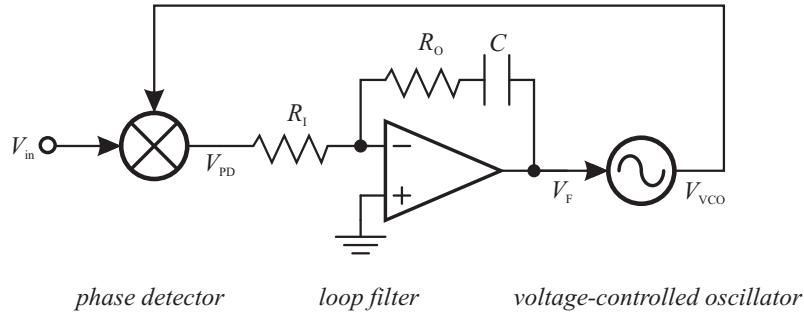 R_O
C
R_I
V_in
V_PD
V_F
V_VCO
phase detector
loop filter
voltage-controlled oscillator